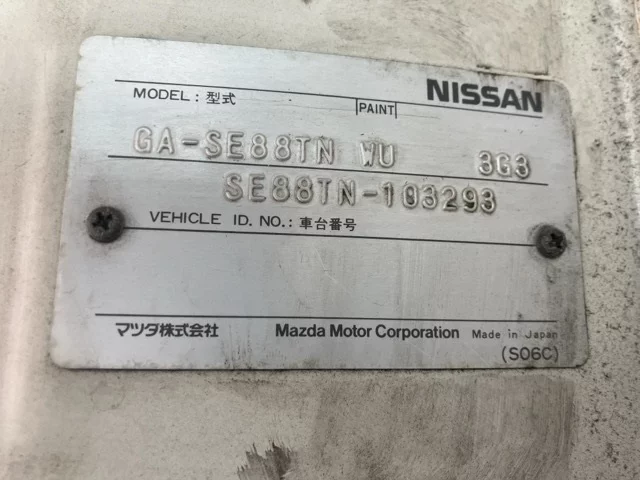 MODEL : 型式 PAINT NISSAN
GA-SE88TN WU 3G3
SE88TN-103293
VEHICLE ID. NO. : 車台番号
マツダ株式会社 Mazda Motor Corporation Made in Japan
(S06C)